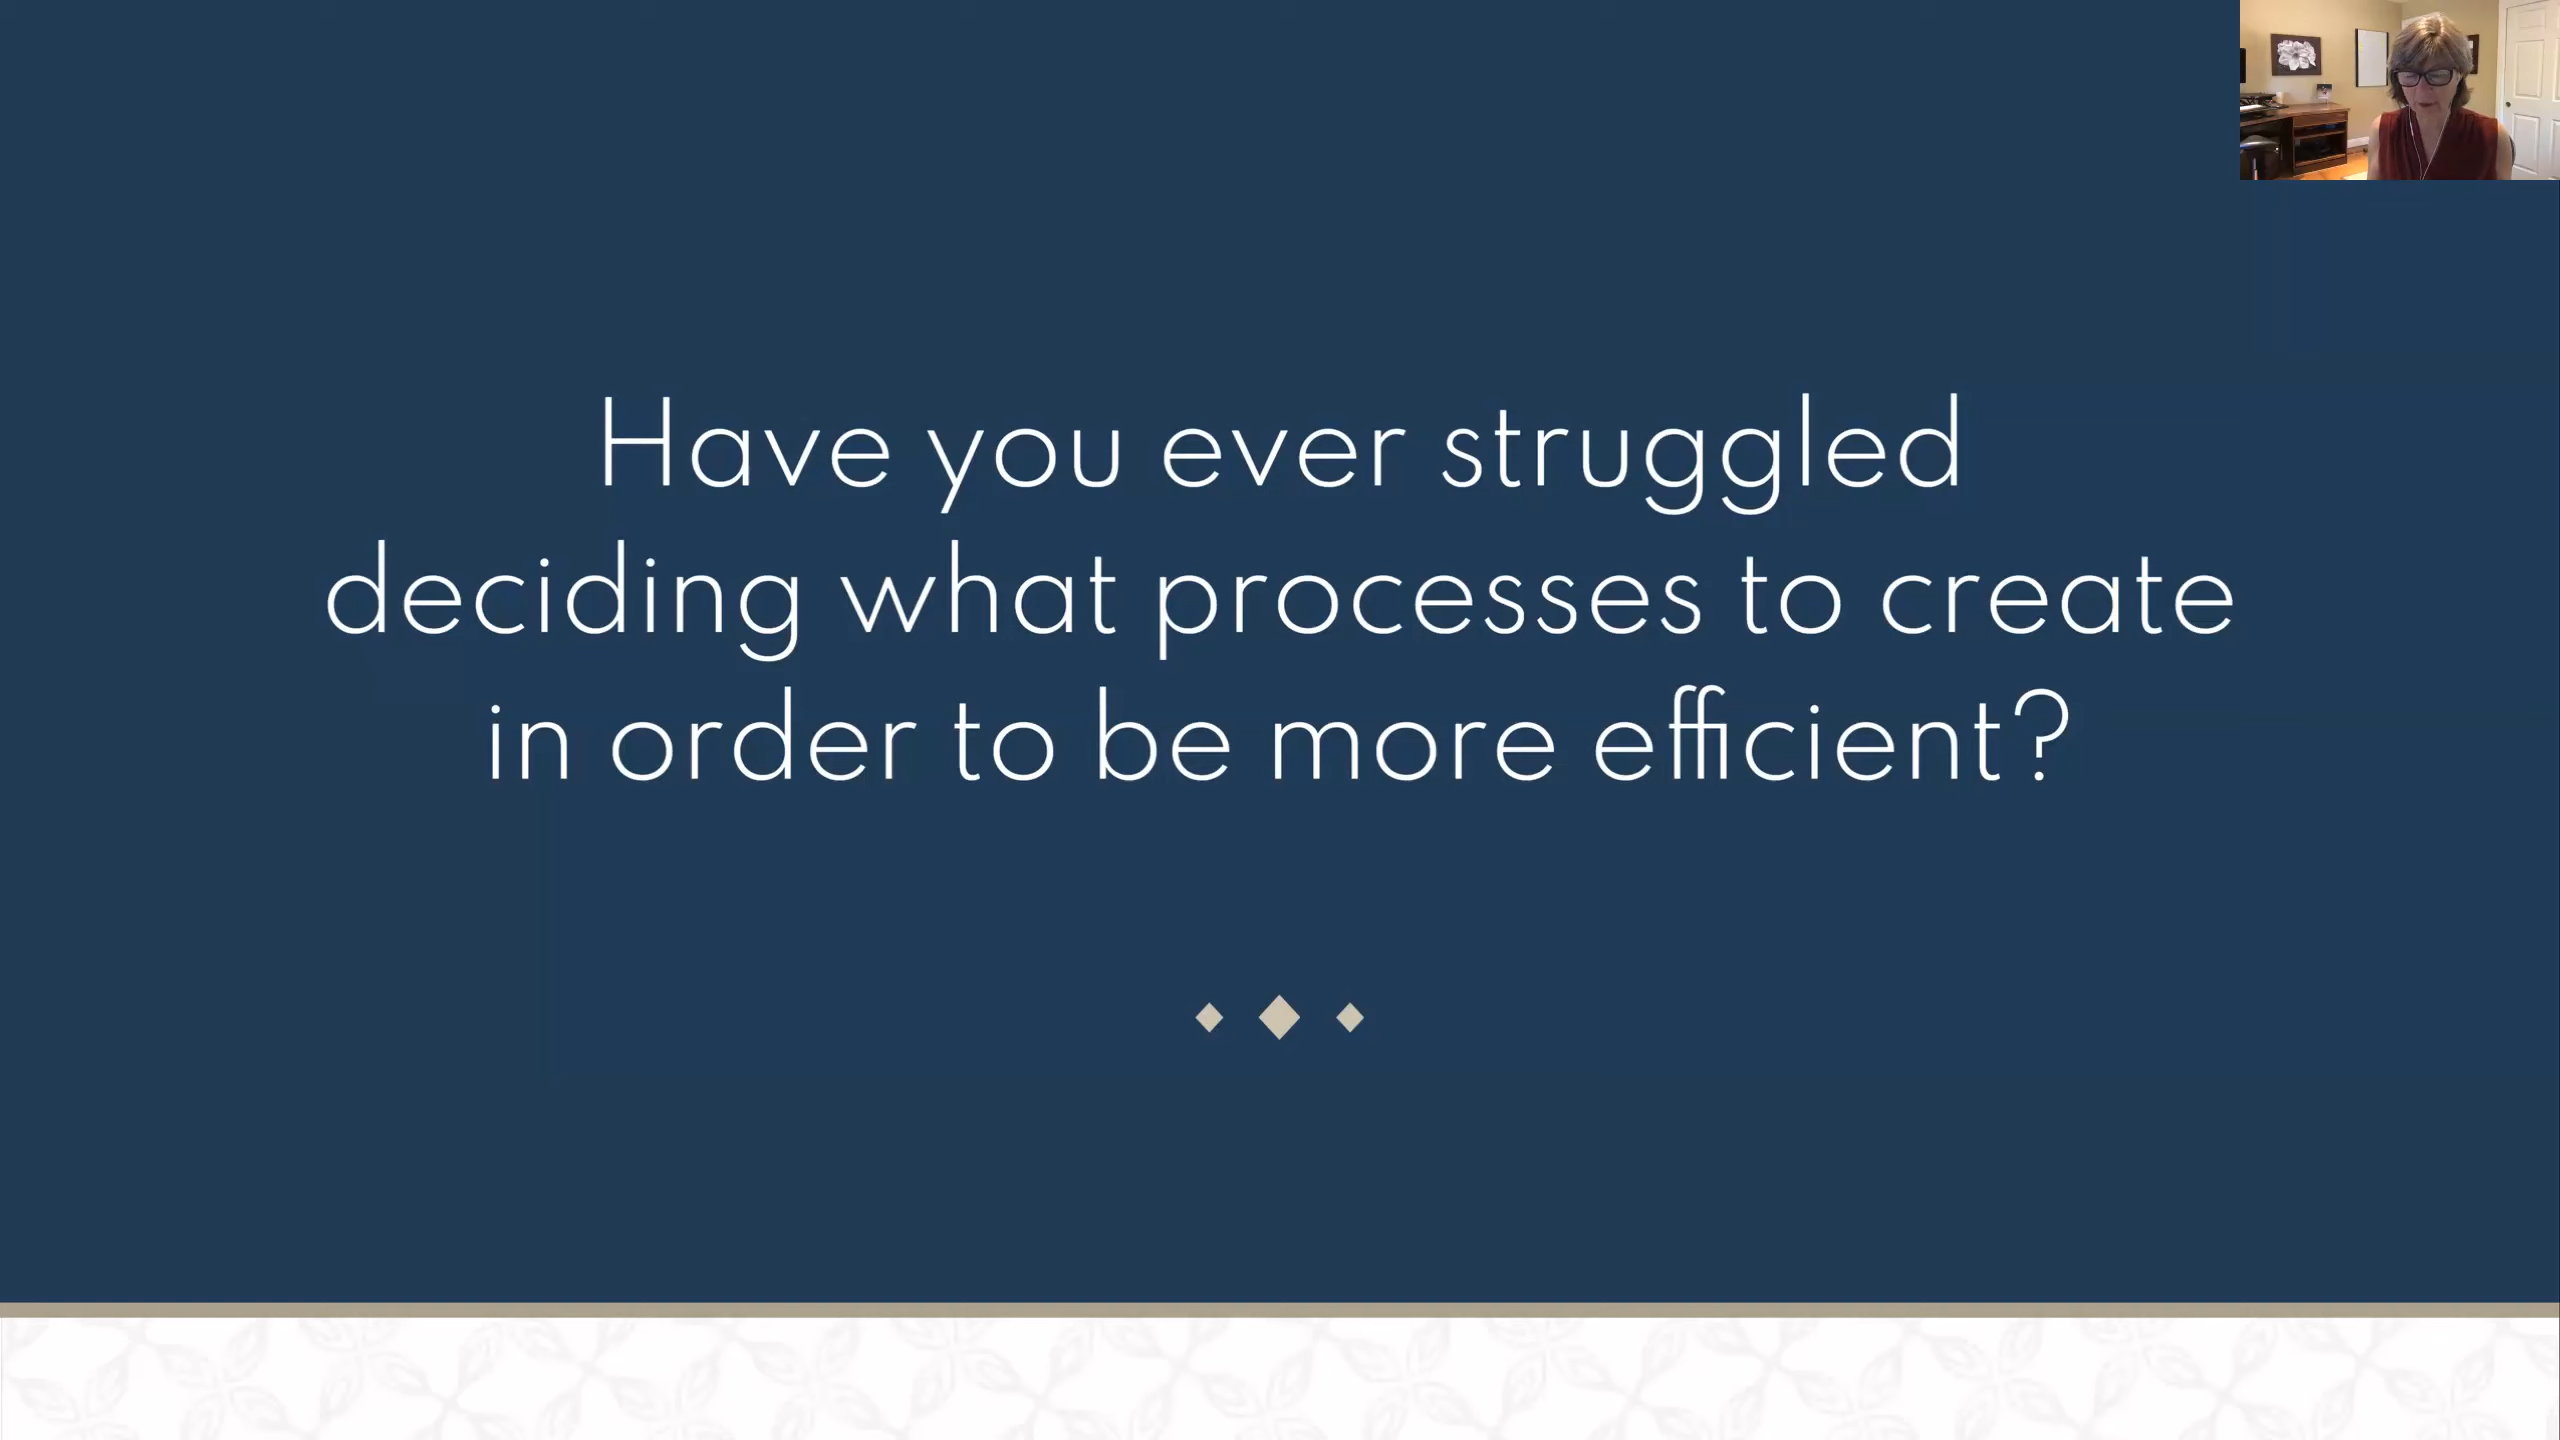 Have you ever struggled
deciding what processes to create
in order to be more efficient?